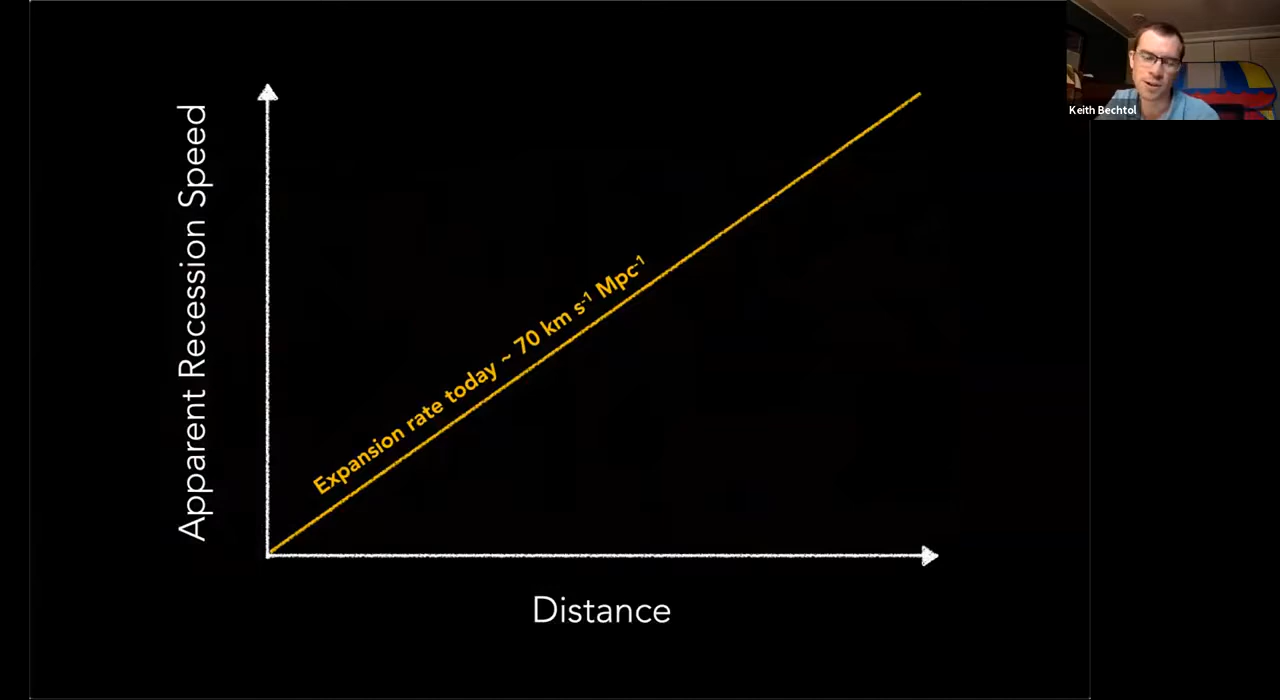 Keith Bechtol
Apparent Recession Speed
Expansion rate today ~ 70 km s⁻¹ Mpc⁻¹
Distance